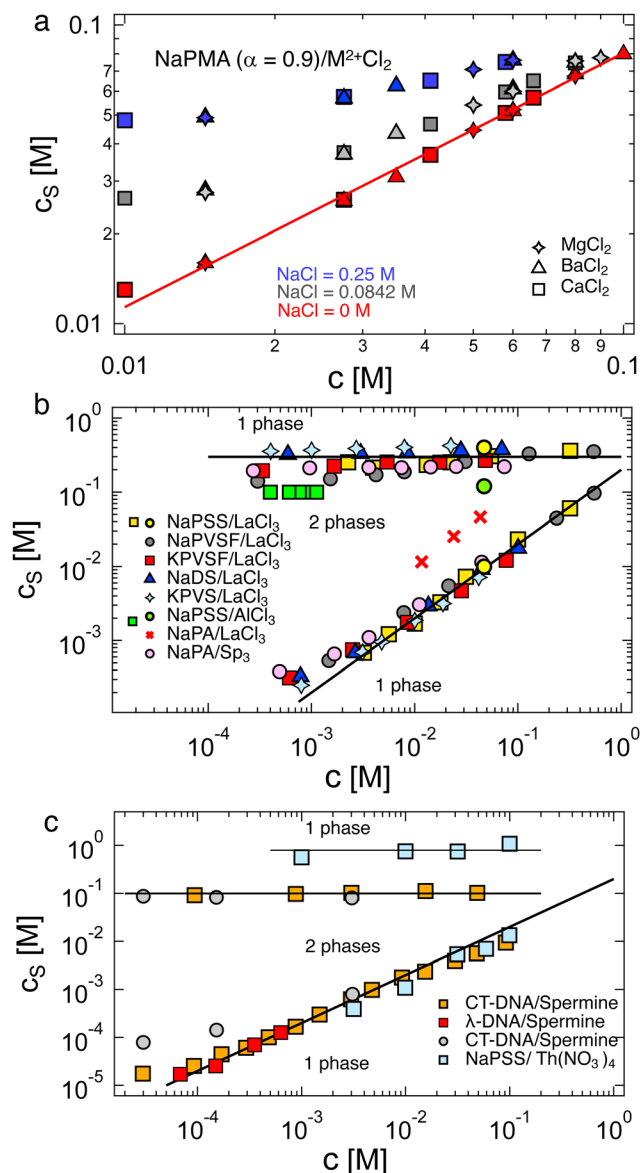 a
0.1
NaPMA (α = 0.9)/M²⁺Cl₂
7
6
5
4
3
2
0.01
c_S [M]
NaCl = 0.25 M
NaCl = 0.0842 M
NaCl = 0 M
MgCl₂
BaCl₂
CaCl₂
0.01 2 3 4 5 6 7 8 9 0.1
c [M]
b
10⁰
10⁻¹
10⁻²
10⁻³
c_S [M]
1 phase
2 phases
NaPSS/LaCl₃
NaPVSF/LaCl₃
KPVSF/LaCl₃
NaDS/LaCl₃
KPVS/LaCl₃
NaPSS/AlCl₃
NaPA/LaCl₃
NaPA/Sp₃
1 phase
10⁻⁴ 10⁻³ 10⁻² 10⁻¹ 10⁰
c [M]
c
10⁰
10⁻¹
10⁻²
10⁻³
10⁻⁴
10⁻⁵
c_S [M]
1 phase
2 phases
CT-DNA/Spermine
λ-DNA/Spermine
CT-DNA/Spermine
NaPSS/ Th(NO₃)₄
1 phase
10⁻⁴ 10⁻³ 10⁻² 10⁻¹ 10⁰
c [M]